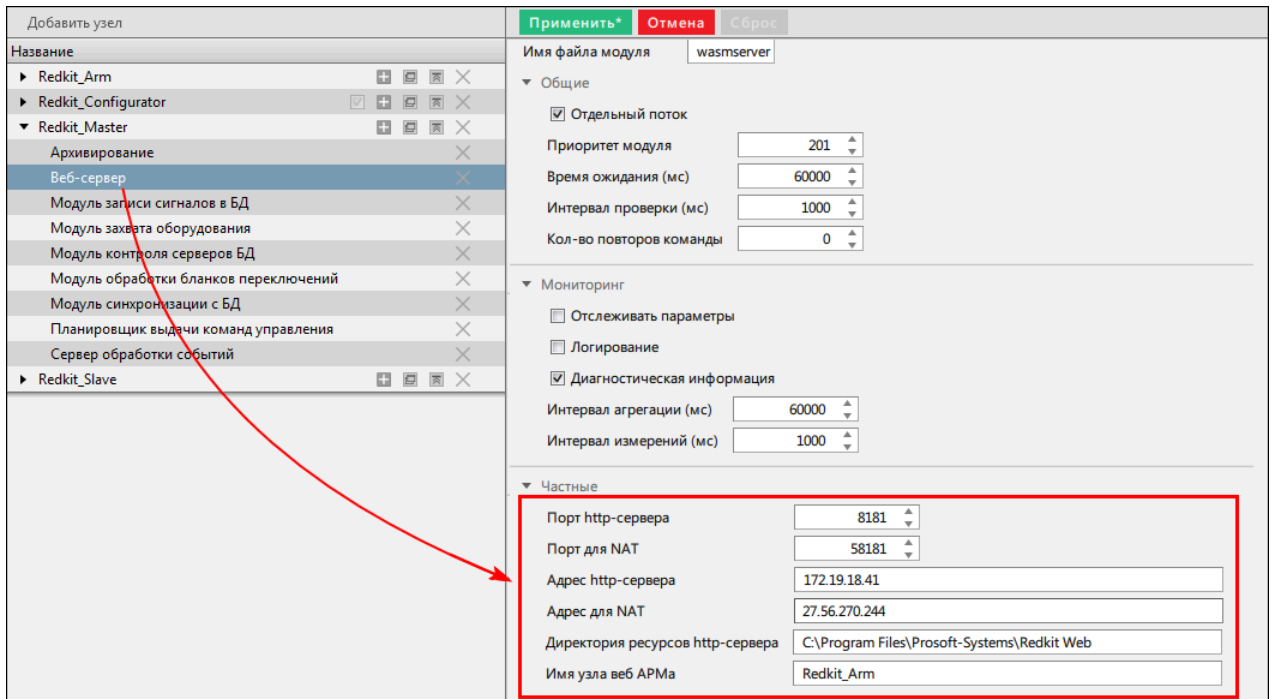 Добавить узел
Название
Redkit_Arm
Redkit_Configurator
Redkit_Master
Архивирование
Веб-сервер
Модуль записи сигналов в БД
Модуль захвата оборудования
Модуль контроля серверов БД
Модуль обработки бланков переключений
Модуль синхронизации с БД
Планировщик выдачи команд управления
Сервер обработки событий
Redkit_Slave
Применить* Отмена Сброс
Имя файла модуля wasmserver
Общие
Отдельный поток
Приоритет модуля 201
Время ожидания (мс) 60000
Интервал проверки (мс) 1000
Кол-во повторов команды 0
Мониторинг
Отслеживать параметры
Логирование
Диагностическая информация
Интервал агрегации (мс) 60000
Интервал измерений (мс) 1000
Частные
Порт http-сервера 8181
Порт для NAT 58181
Адрес http-сервера 172.19.18.41
Адрес для NAT 27.56.270.244
Директория ресурсов http-сервера C:\Program Files\Prosoft-Systems\Redkit Web
Имя узла веб АРМа Redkit_Arm